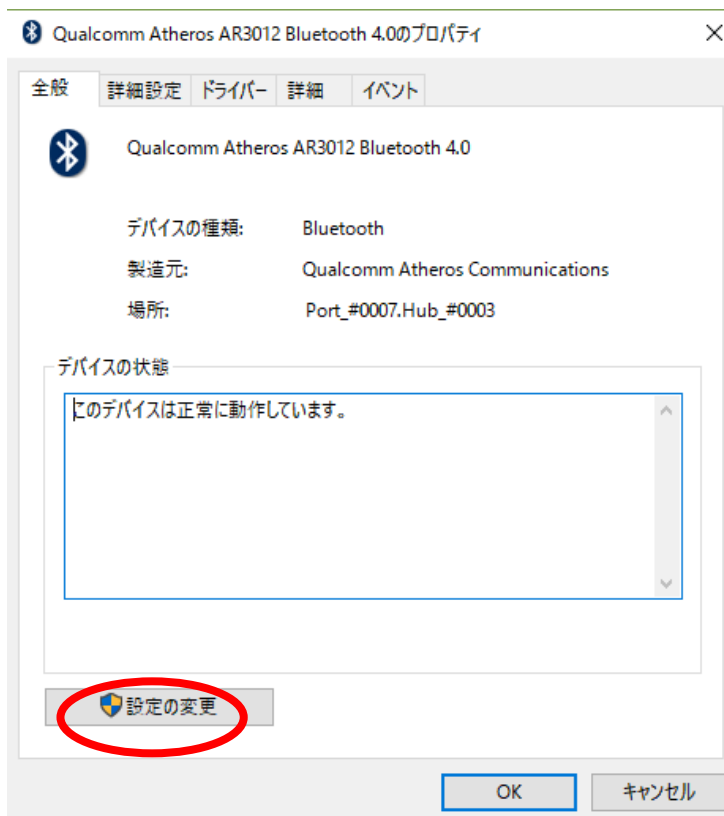 Qualcomm Atheros AR3012 Bluetooth 4.0のプロパティ
全般 詳細設定 ドライバー 詳細 イベント
Qualcomm Atheros AR3012 Bluetooth 4.0
デバイスの種類: Bluetooth
製造元: Qualcomm Atheros Communications
場所: Port_#0007.Hub_#0003
デバイスの状態
このデバイスは正常に動作しています。
設定の変更
OK キャンセル